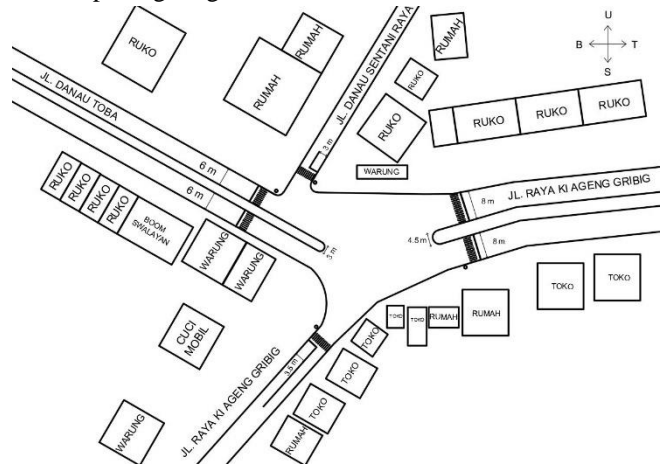 RUKO
RUMAH
RUMAH
JL. DANAU SENTANI RAYA
RUMAH
RUKO
RUKO
U
B
T
S
RUKO
RUKO
RUKO
JL. DANAU TOBA
6 m
6 m
3 m
WARUNG
JL. RAYA KI AGENG GRIBIG
8 m
8 m
4.5 m
3 m
RUKO
RUKO
RUKO
RUKO
BOOM
SWALAYAN
WARUNG
WARUNG
CUCI
MOBIL
WARUNG
JL. RAYA KI AGENG GRIBIG
3.5 m
TOKO
TOKO
RUMAH
RUMAH
TOKO
TOKO
TOKO
TOKO
TOKO
RUMAH